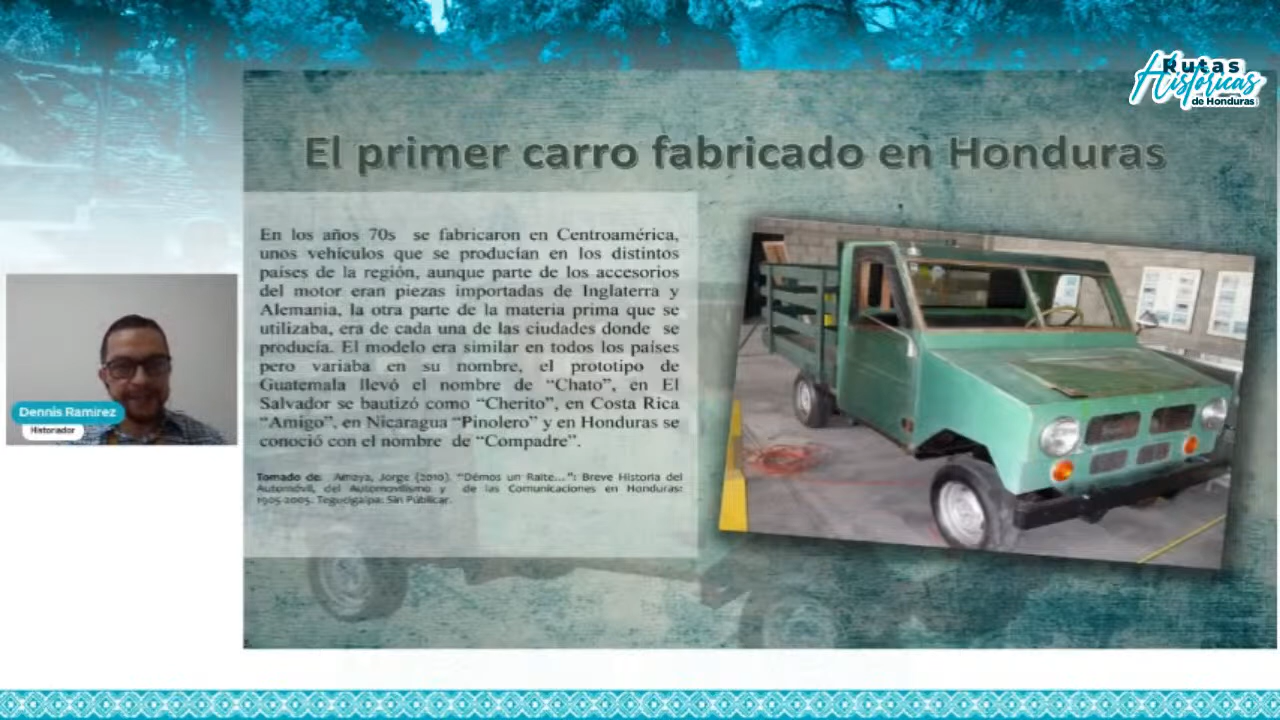 Rutas
Históricas
de Honduras
El primer carro fabricado en Honduras
En los años 70s se fabricaron en Centroamérica,
unos vehículos que se producían en los distintos
países de la región, aunque parte de los accesorios
del motor eran piezas importadas de Inglaterra y
Alemania, la otra parte de la materia prima que se
utilizaba, era de cada una de las ciudades donde se
producía. El modelo era similar en todos los países
pero variaba en su nombre, el prototipo de
Guatemala llevó el nombre de “Chato”, en El
Salvador se bautizó como “Cherito”, en Costa Rica
“Amigo”, en Nicaragua “Pinolero” y en Honduras se
conoció con el nombre de “Compadre”.
Tomado de: Amaya, Jorge (2010). “Démos un Raite...”: Breve Historia del
Automóvil, del Automovilismo y de las Comunicaciones en Honduras:
1905-2005. Tegucigalpa: Sin Públicar.
Dennis Ramirez
Historiador